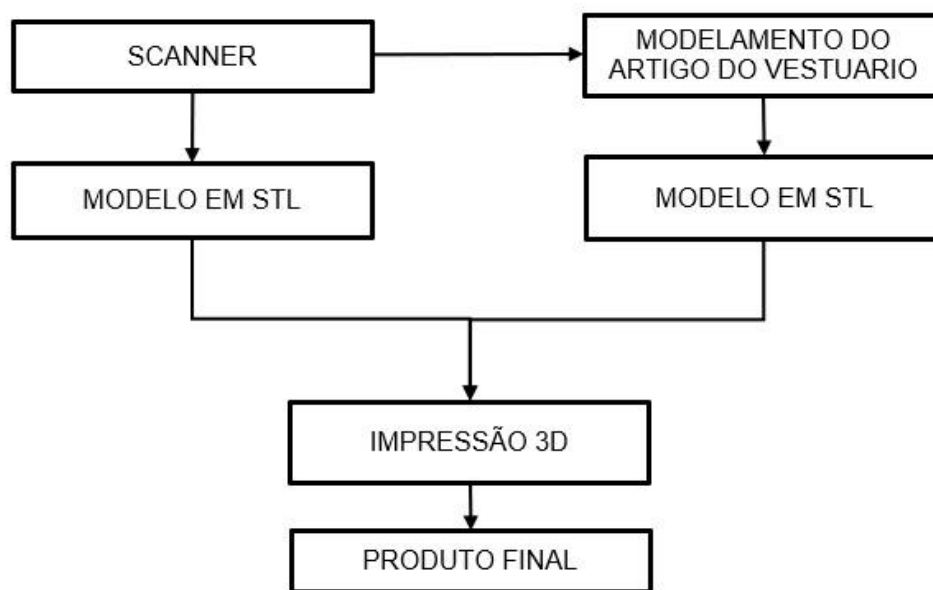 SCANNER
MODELAMENTO DO
ARTIGO DO VESTUARIO
MODELO EM STL
MODELO EM STL
IMPRESSÃO 3D
PRODUTO FINAL